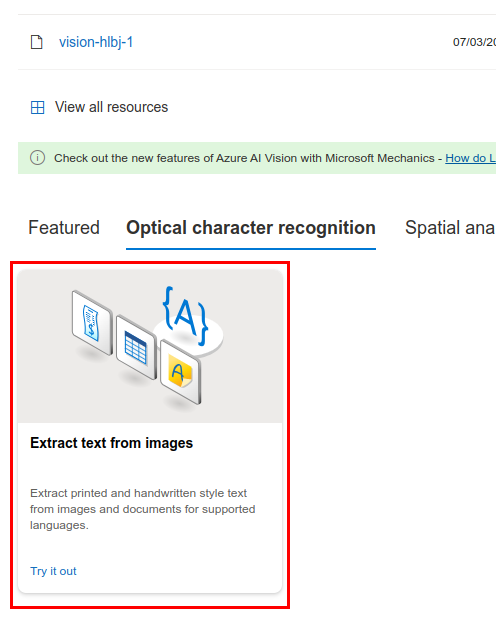 vision-hlbj-1
07/03/20
View all resources
Check out the new features of Azure AI Vision with Microsoft Mechanics - How do L
Featured Optical character recognition Spatial ana
{A}
A
Extract text from images
Extract printed and handwritten style text
from images and documents for supported
languages.
Try it out